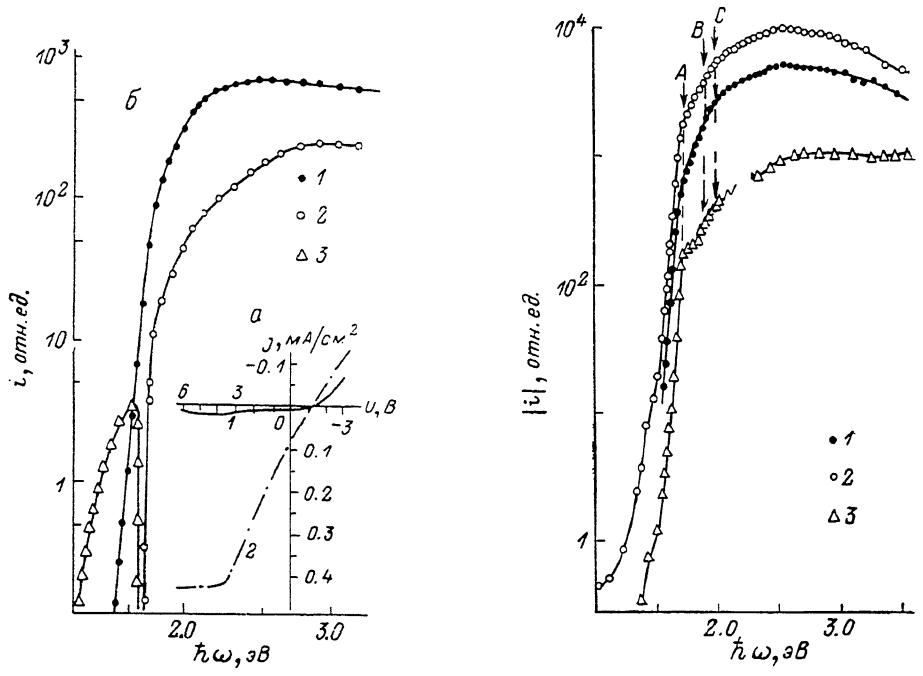 10³
б
10²
1
2
3
10
1
i, отн.ед.
2.0 3.0
ħω, эВ
а
J, мА/см²
-0.1
6 3
1 0
-3
U, В
0.1
0.2
0.3
0.4
2
10⁴
A
B
C
10²
1
|i|, отн.ед.
1
2
3
2.0 3.0
ħω, эВ